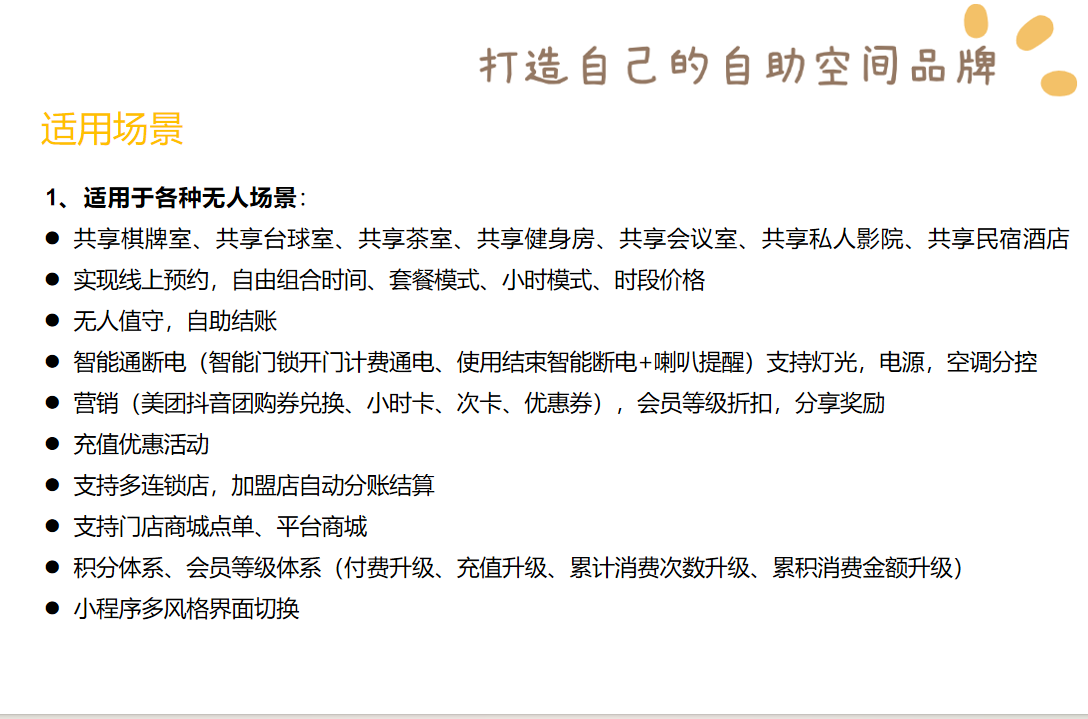 打造自己的自助空间品牌
适用场景
1、适用于各种无人场景：
● 共享棋牌室、共享台球室、共享茶室、共享健身房、共享会议室、共享私人影院、共享民宿酒店
● 实现线上预约，自由组合时间、套餐模式、小时模式、时段价格
● 无人值守，自助结账
● 智能通断电（智能门锁开门计费通电、使用结束智能断电+喇叭提醒）支持灯光，电源，空调分控
● 营销（美团抖音团购券兑换、小时卡、次卡、优惠券），会员等级折扣，分享奖励
● 充值优惠活动
● 支持多连锁店，加盟店自动分账结算
● 支持门店商城点单、平台商城
● 积分体系、会员等级体系（付费升级、充值升级、累计消费次数升级、累积消费金额升级）
● 小程序多风格界面切换